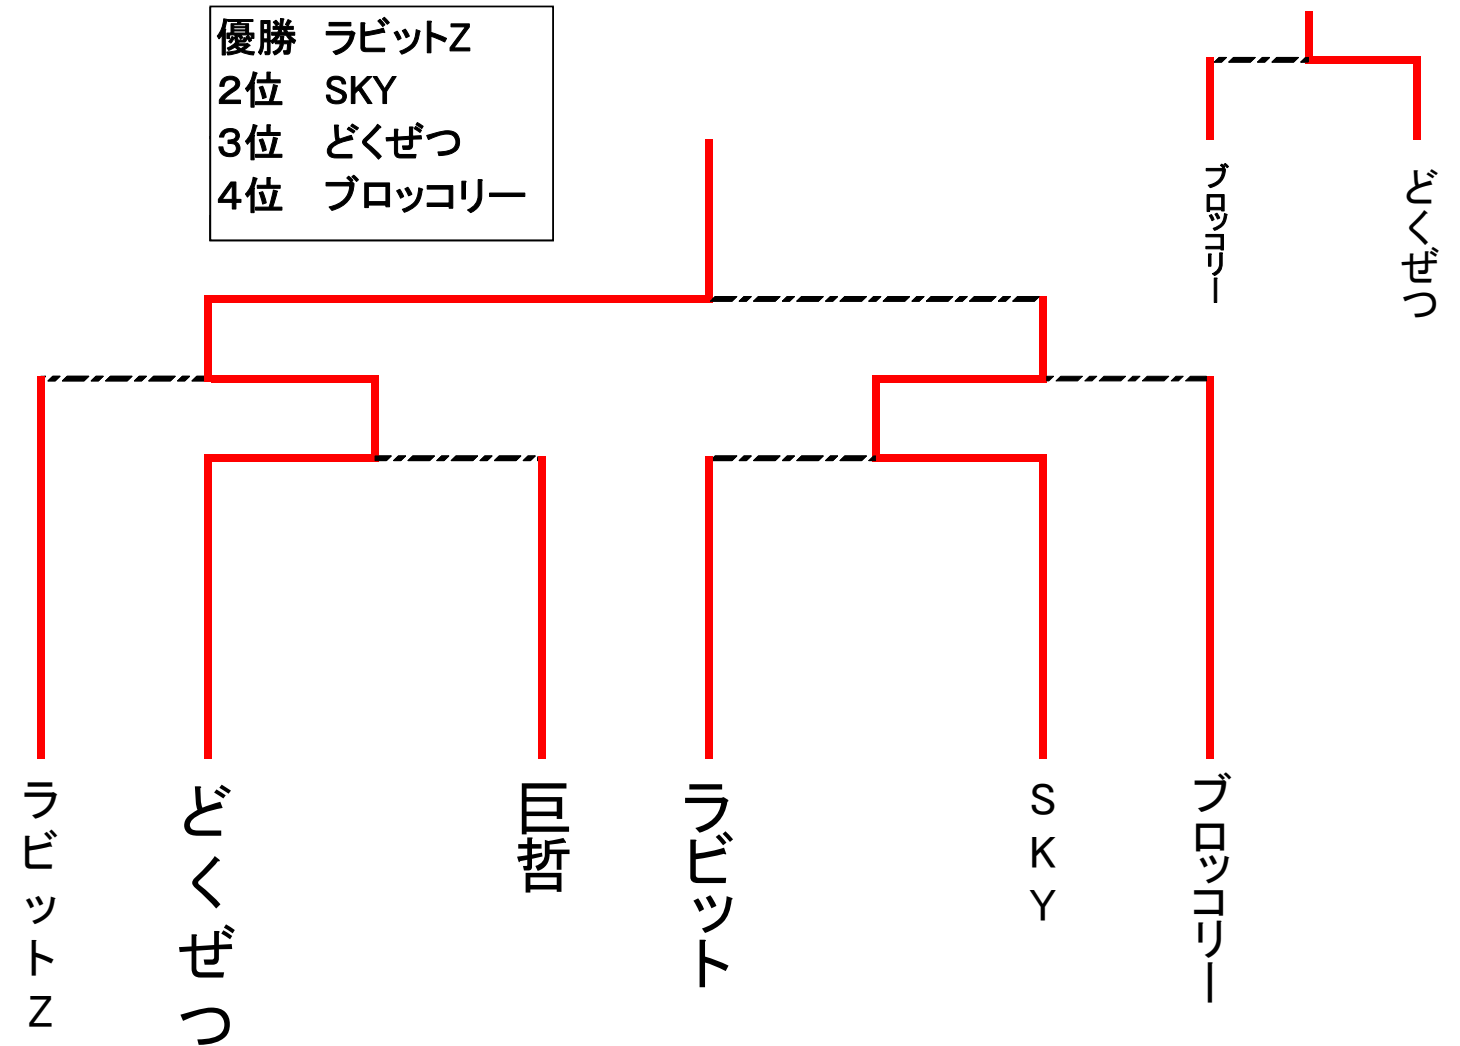 優勝　ラビットZ
２位　SKY
３位　どくぜつ
４位　ブロッコリー
ブロッコリー
どくぜつ
ラビットZ
どくぜつ
巨哲
ラビット
SKY
ブロッコリー